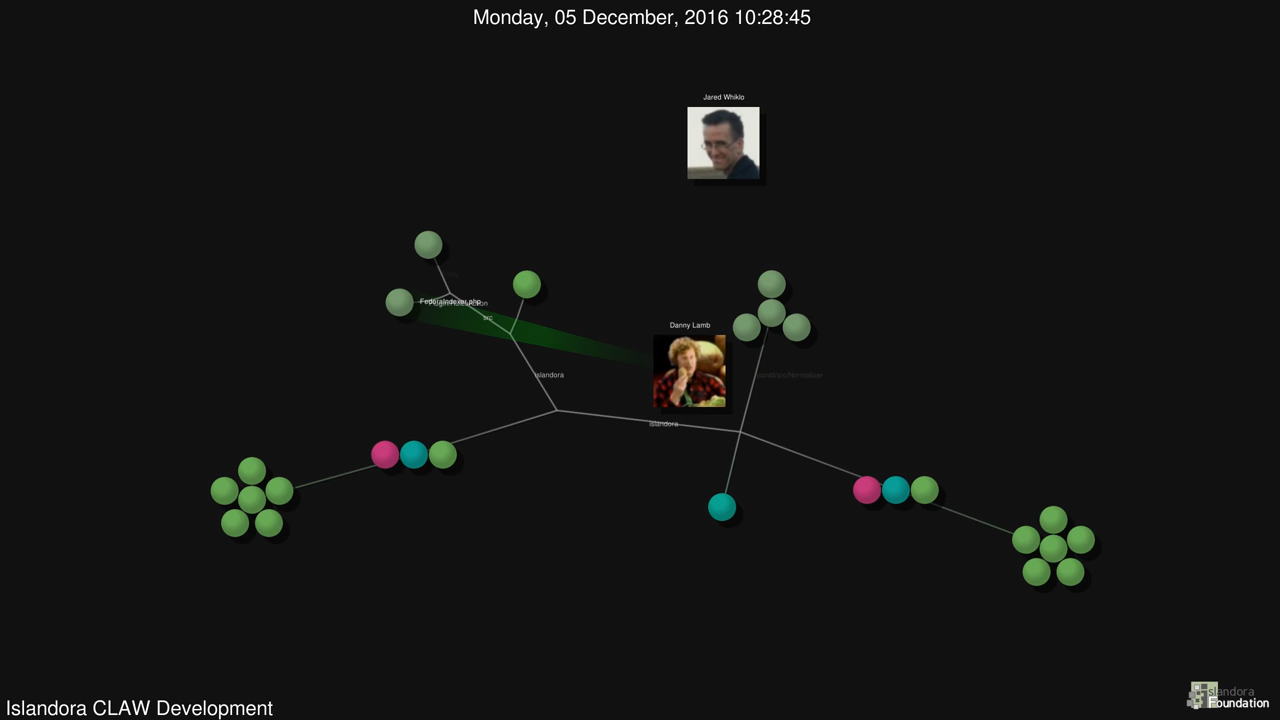 Monday, 05 December, 2016 10:28:45
Jared Whiklo
FedoraIndexer.php
src
Danny Lamb
Islandora
Islandora
Islandora CLAW Development
Islandora
Foundation